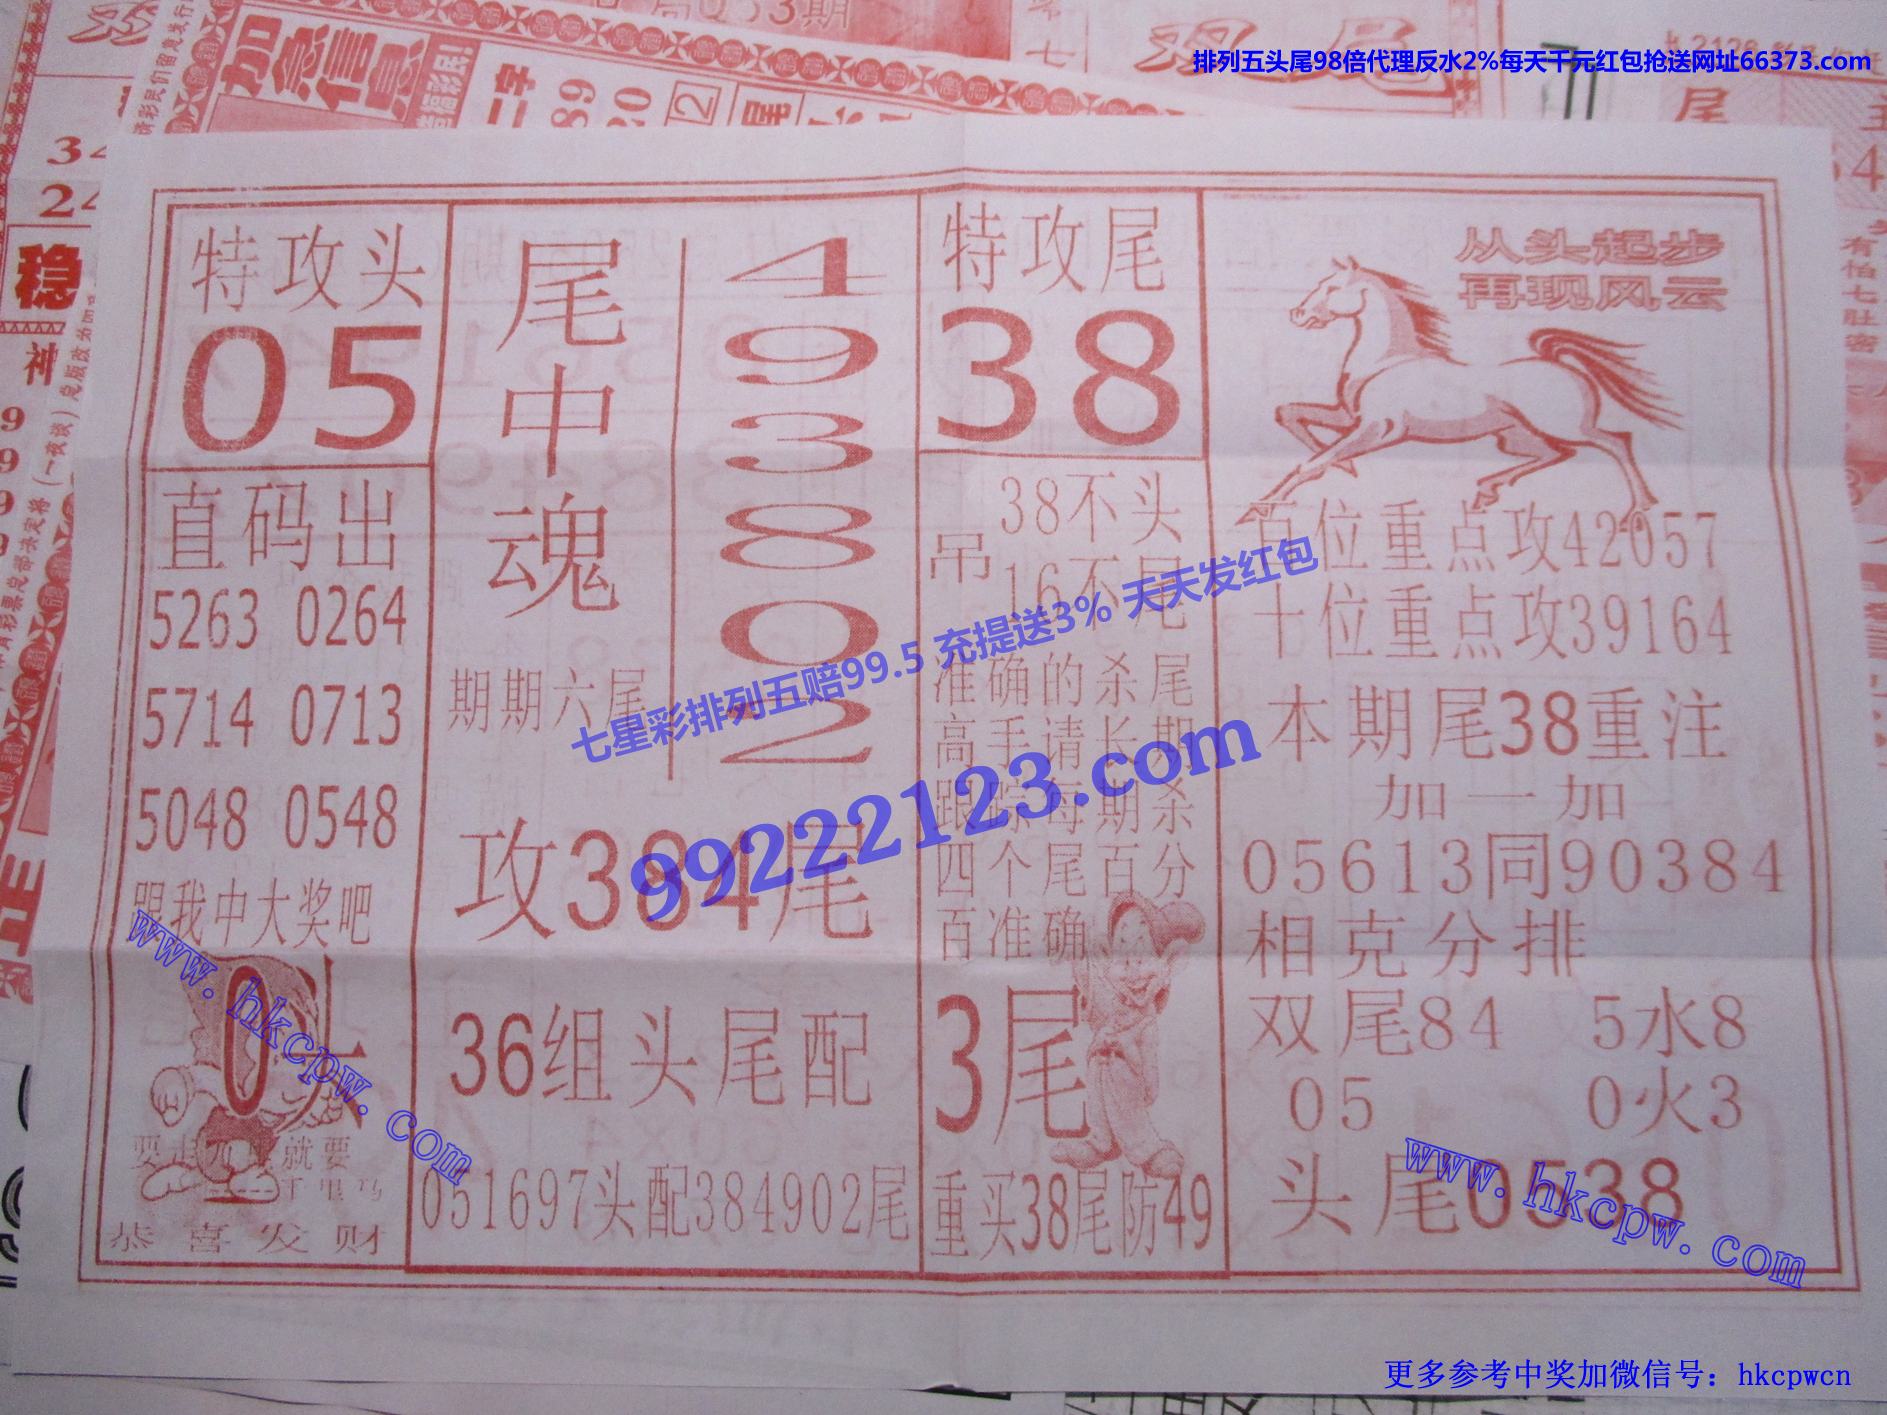 排列五头尾98倍代理反水2%每天千元红包抢送网址66373.com
加急信息
双尾
稳
特攻头
05
直码出
5263 0264
5714 0713
5048 0548
跟我中大奖吧
0头
恭喜发财
尾中魂
493802
期期六尾
攻384尾
36组头尾配
051697头配384902尾
特攻尾
38
吊
38不头
16不尾
准确的杀尾
高手请长期
跟踪每期杀
四个尾百分
百准确
3尾
重买38尾防49
从头起步
再现风云
百位重点攻42057
十位重点攻39164
本期尾38重注
加一加
05613同90384
相克分排
双尾84 5水8
05 0火3
头尾0538
七星彩排列五赔99.5 充提送3% 天天发红包
99222123.com
www.hkcpw.com
www.hkcpw.com
更多参考中奖加微信号：hkcpwcn